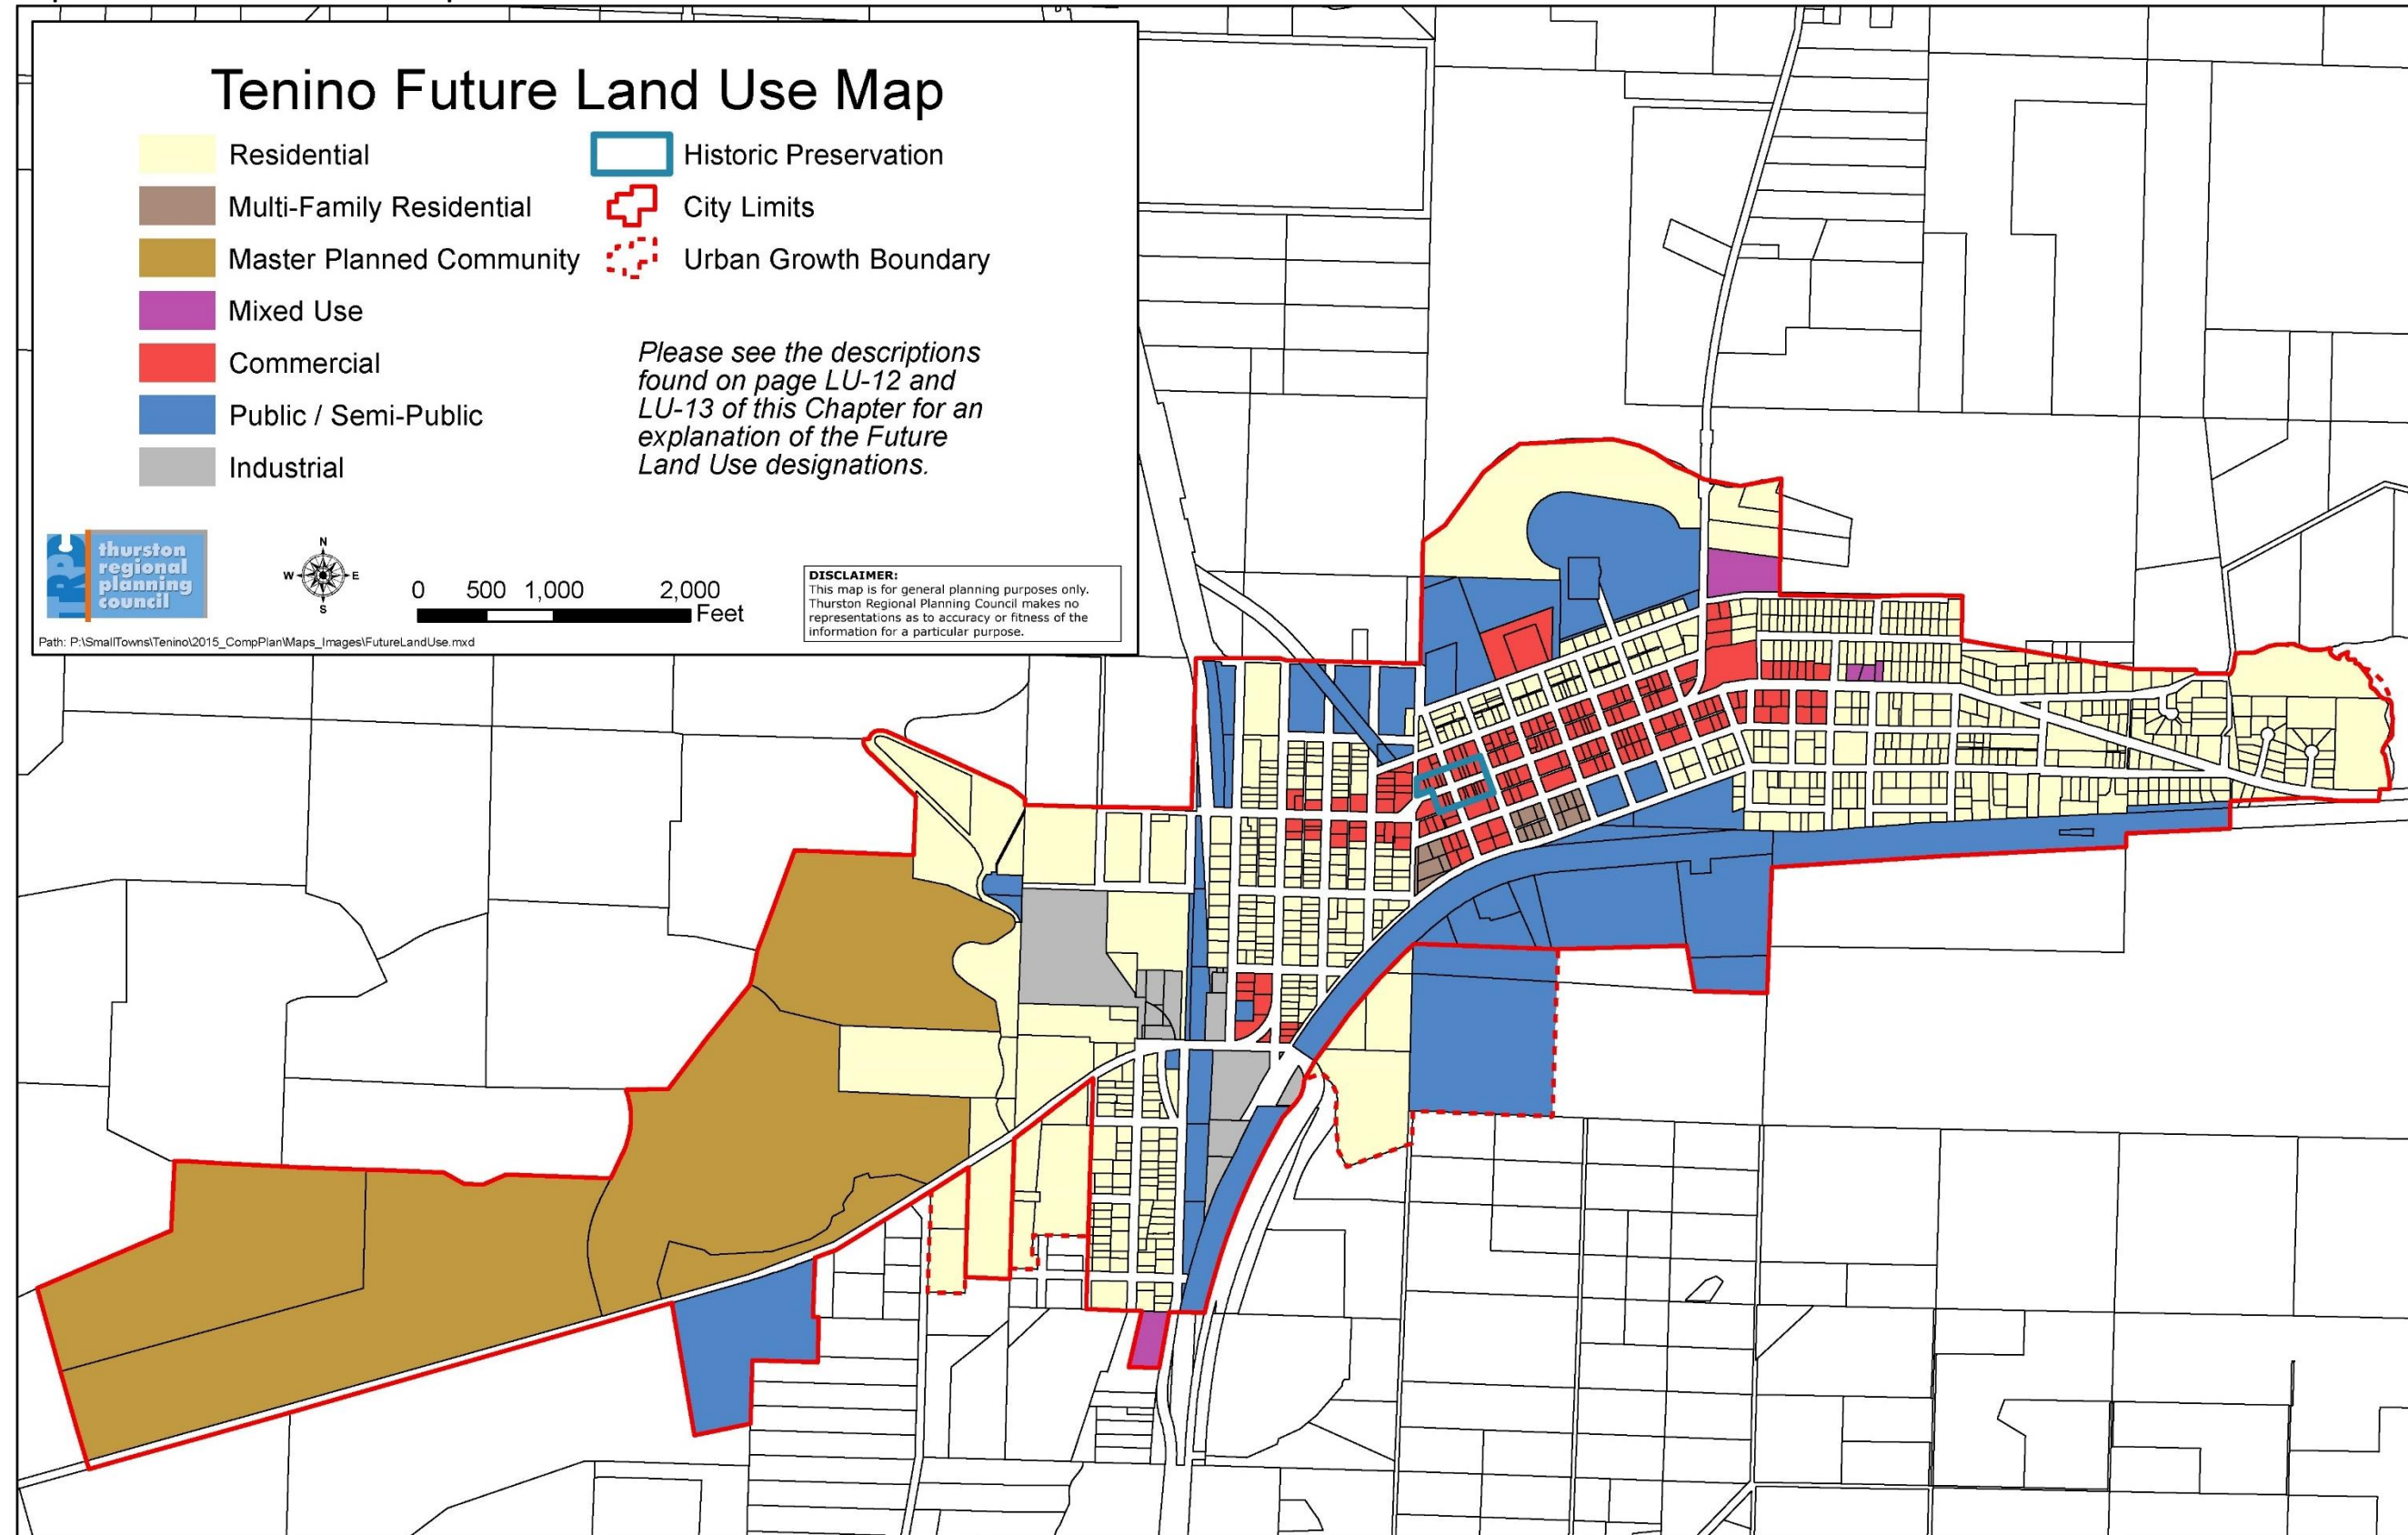 Tenino Future Land Use Map
Residential
Multi-Family Residential
Master Planned Community
Mixed Use
Commercial
Public / Semi-Public
Industrial
Historic Preservation
City Limits
Urban Growth Boundary
Please see the descriptions
found on page LU-12 and
LU-13 of this Chapter for an
explanation of the Future
Land Use designations.
TRPC
thurston
regional
planning
council
N
W
E
S
0 500 1,000 2,000
Feet
DISCLAIMER:
This map is for general planning purposes only.
Thurston Regional Planning Council makes no
representations as to accuracy or fitness of the
information for a particular purpose.
Path: P:\SmallTowns\Tenino\2015_CompPlan\Maps_Images\FutureLandUse.mxd